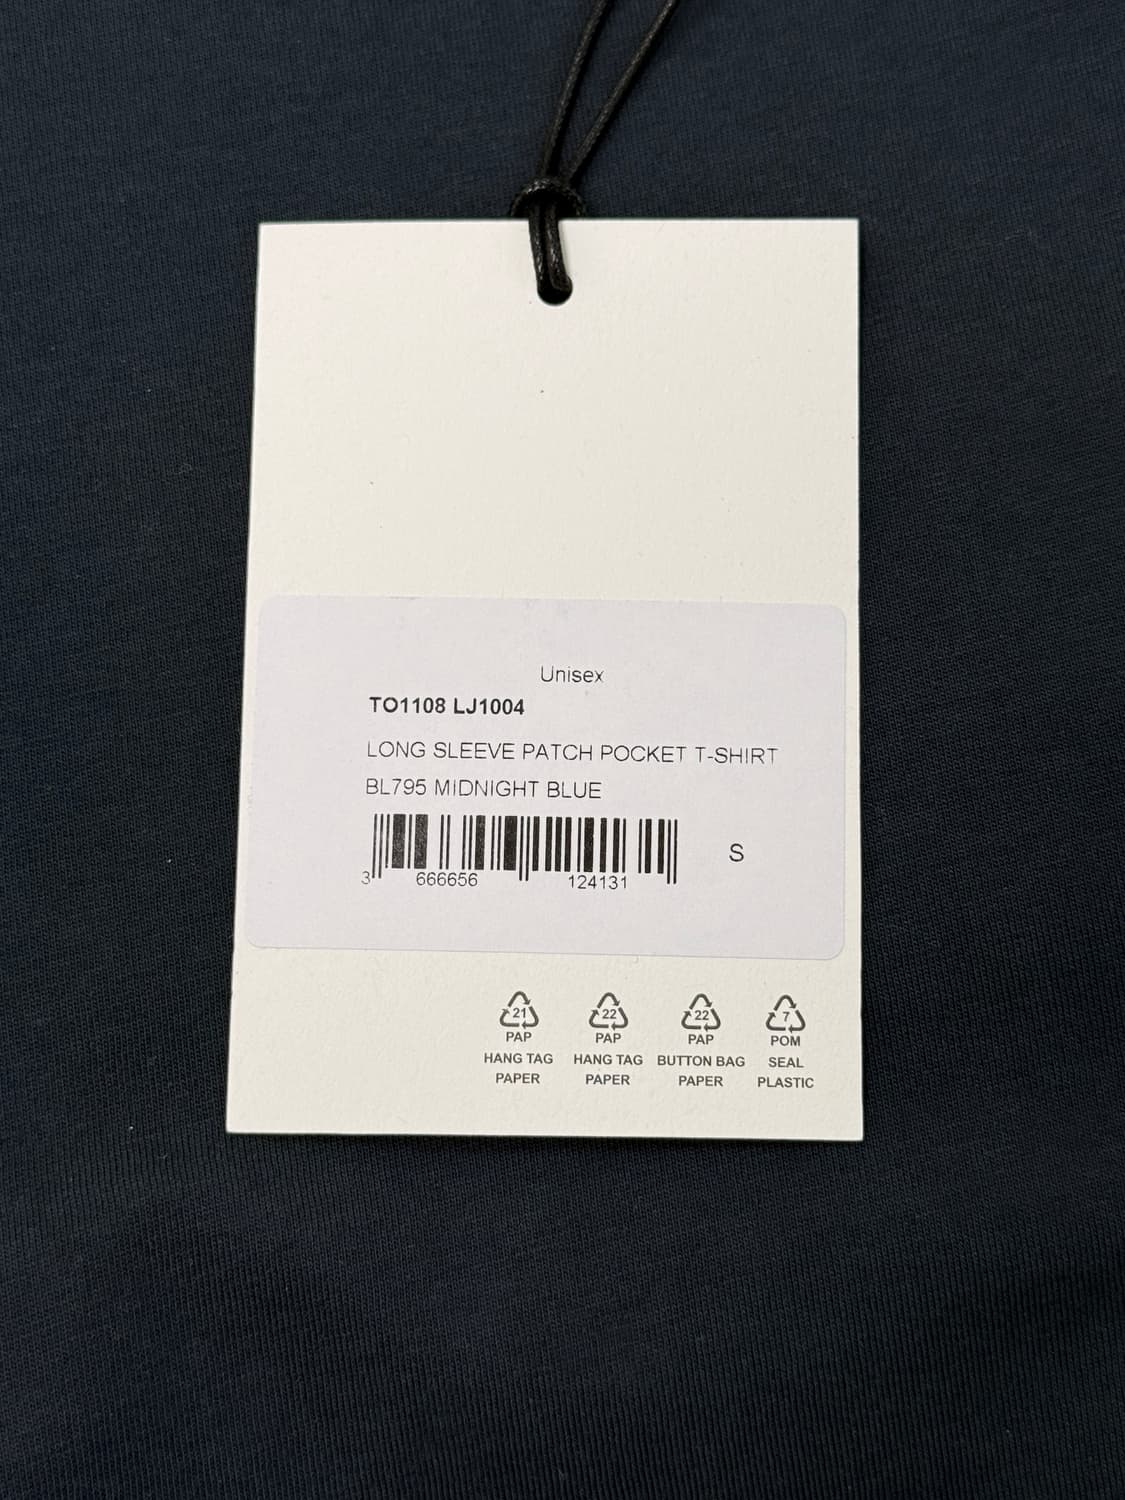 Unisex
TO1108 LJ1004
LONG SLEEVE PATCH POCKET T-SHIRT
BL795 MIDNIGHT BLUE
S
3 666656 124131
21 22 22 7
PAP PAP PAP POM
HANG TAG HANG TAG BUTTON BAG SEAL
PAPER PAPER PAPER PLASTIC